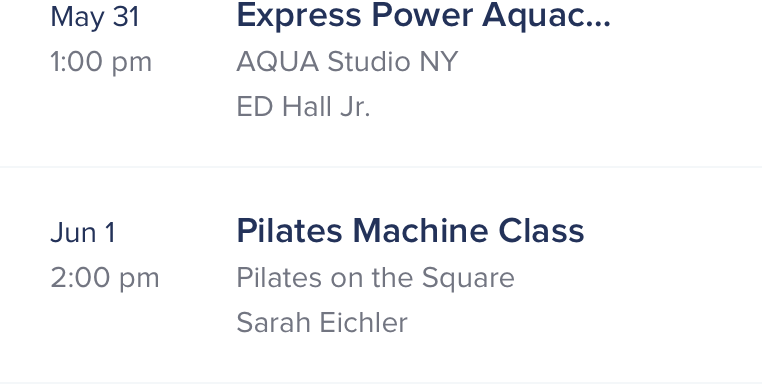 May 31 Express Power Aquac...
1:00 pm AQUA Studio NY
ED Hall Jr.
Jun 1 Pilates Machine Class
2:00 pm Pilates on the Square
Sarah Eichler